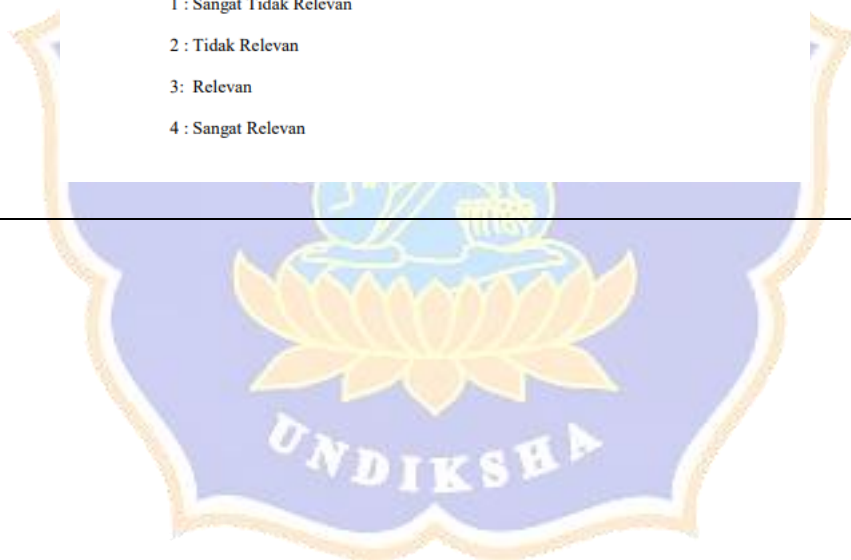 1 : Sangat Tidak Relevan
2 : Tidak Relevan
3: Relevan
4 : Sangat Relevan
UNDIKSHA